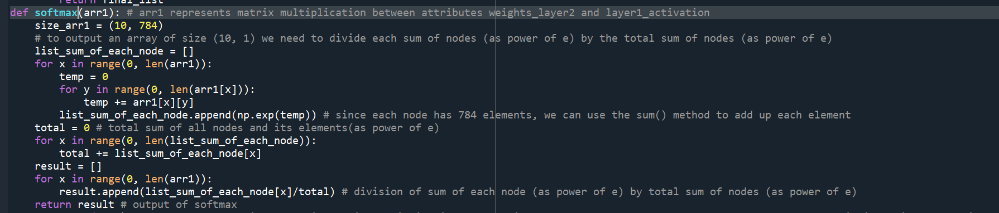 return final_list
def softmax(arr1): # arr1 represents matrix multiplication between attributes weights_layer2 and layer1_activation
    size_arr1 = (10, 784)
    # to output an array of size (10, 1) we need to divide each sum of nodes (as power of e) by the total sum of nodes (as power of e)
    list_sum_of_each_node = []
    for x in range(0, len(arr1)):
        temp = 0
        for y in range(0, len(arr1[x])):
            temp += arr1[x][y]
        list_sum_of_each_node.append(np.exp(temp)) # since each node has 784 elements, we can use the sum() method to add up each element
    total = 0 # total sum of all nodes and its elements(as power of e)
    for x in range(0, len(list_sum_of_each_node)):
        total += list_sum_of_each_node[x]
    result = []
    for x in range(0, len(arr1)):
        result.append(list_sum_of_each_node[x]/total) # division of sum of each node (as power of e) by total sum of nodes (as power of e)
    return result # output of softmax